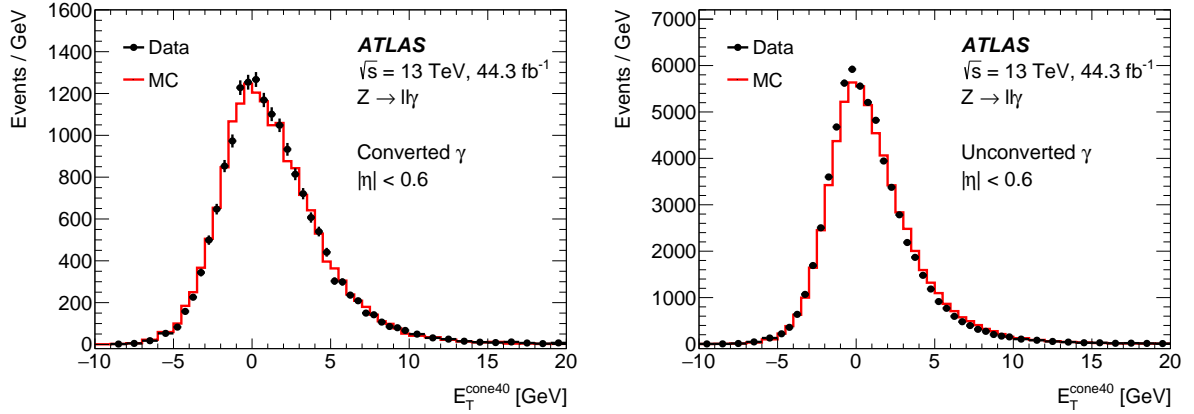 Events / GeV
1600
1400
1200
1000
800
600
400
200
0
Data
MC
ATLAS
√s = 13 TeV, 44.3 fb⁻¹
Z → llγ
Converted γ
|η| < 0.6
−10 −5 0 5 10 15 20
E_T^cone40 [GeV]
Events / GeV
7000
6000
5000
4000
3000
2000
1000
0
Data
MC
ATLAS
√s = 13 TeV, 44.3 fb⁻¹
Z → llγ
Unconverted γ
|η| < 0.6
−10 −5 0 5 10 15 20
E_T^cone40 [GeV]